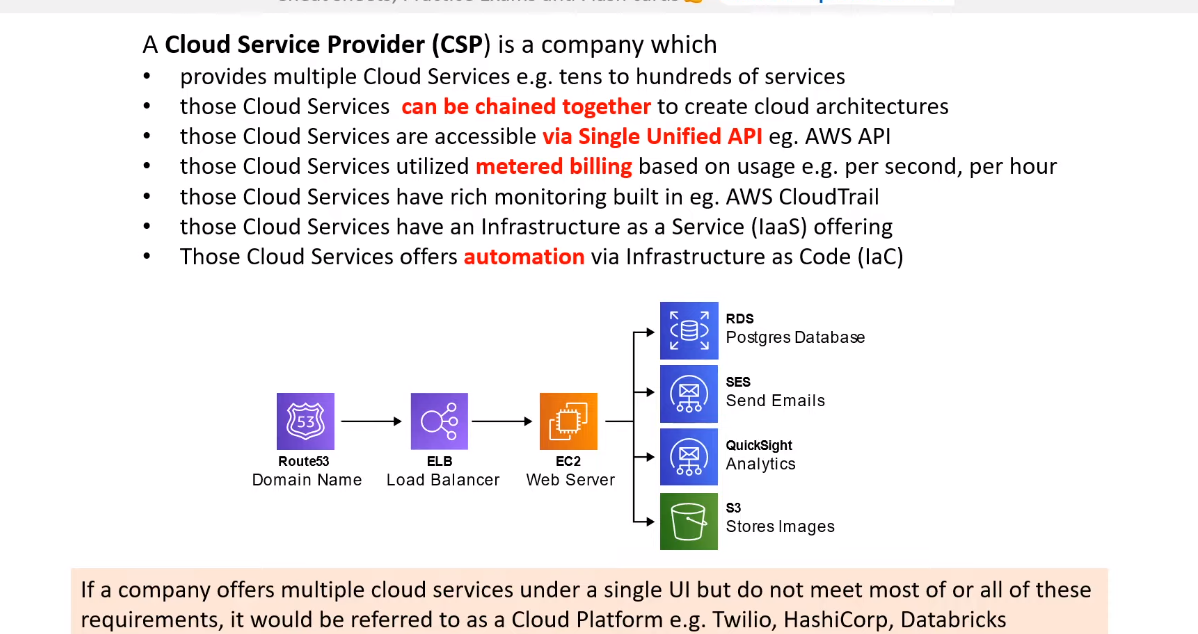 A Cloud Service Provider (CSP) is a company which
• provides multiple Cloud Services e.g. tens to hundreds of services
• those Cloud Services can be chained together to create cloud architectures
• those Cloud Services are accessible via Single Unified API eg. AWS API
• those Cloud Services utilized metered billing based on usage e.g. per second, per hour
• those Cloud Services have rich monitoring built in eg. AWS CloudTrail
• those Cloud Services have an Infrastructure as a Service (IaaS) offering
• Those Cloud Services offers automation via Infrastructure as Code (IaC)
53
Route53
Domain Name
ELB
Load Balancer
EC2
Web Server
RDS
Postgres Database
SES
Send Emails
QuickSight
Analytics
S3
Stores Images
If a company offers multiple cloud services under a single UI but do not meet most of or all of these
requirements, it would be referred to as a Cloud Platform e.g. Twilio, HashiCorp, Databricks